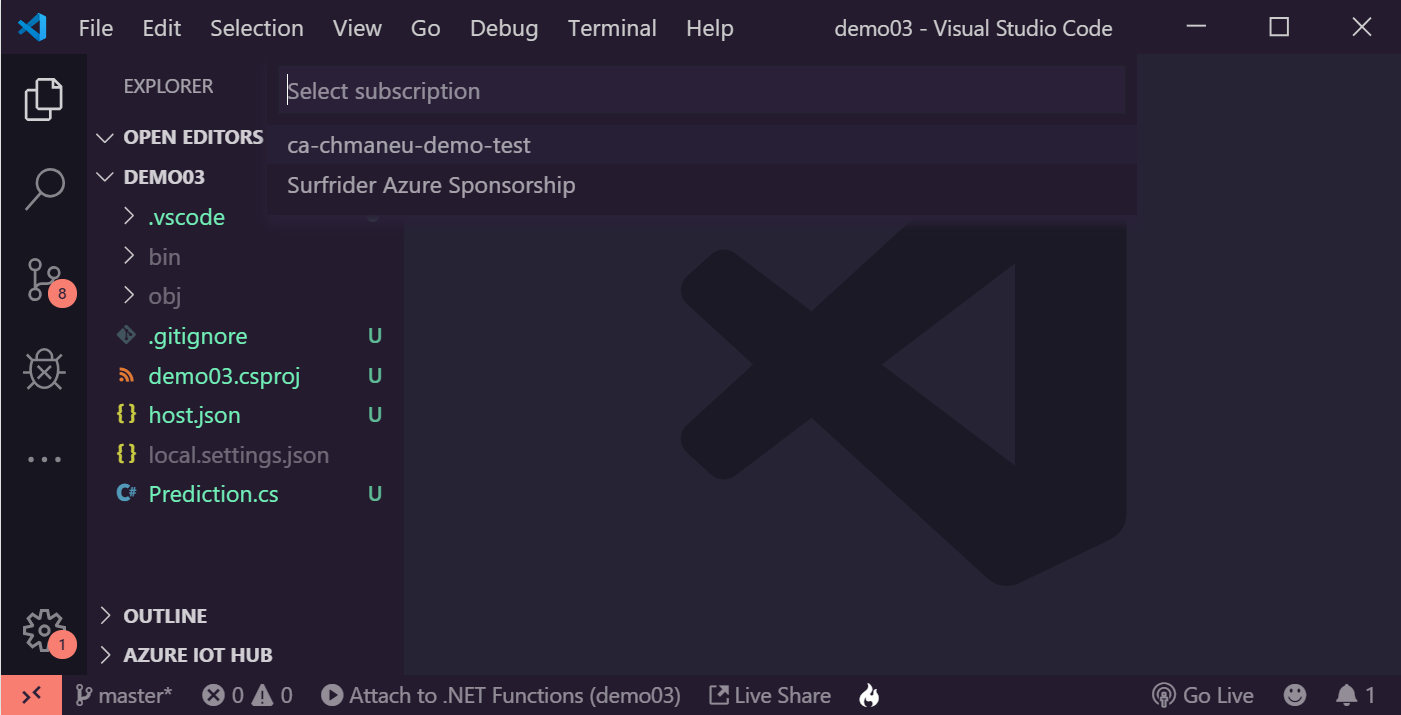 File Edit Selection View Go Debug Terminal Help demo03 - Visual Studio Code
EXPLORER
Select subscription
OPEN EDITORS
ca-chmaneu-demo-test
DEMO03
Surfrider Azure Sponsorship
.vscode
bin
obj
8
.gitignore U
demo03.csproj U
{} host.json U
{} local.settings.json
C# Prediction.cs U
OUTLINE
1
AZURE IOT HUB
master* 0 0 Attach to .NET Functions (demo03) Live Share Go Live 1